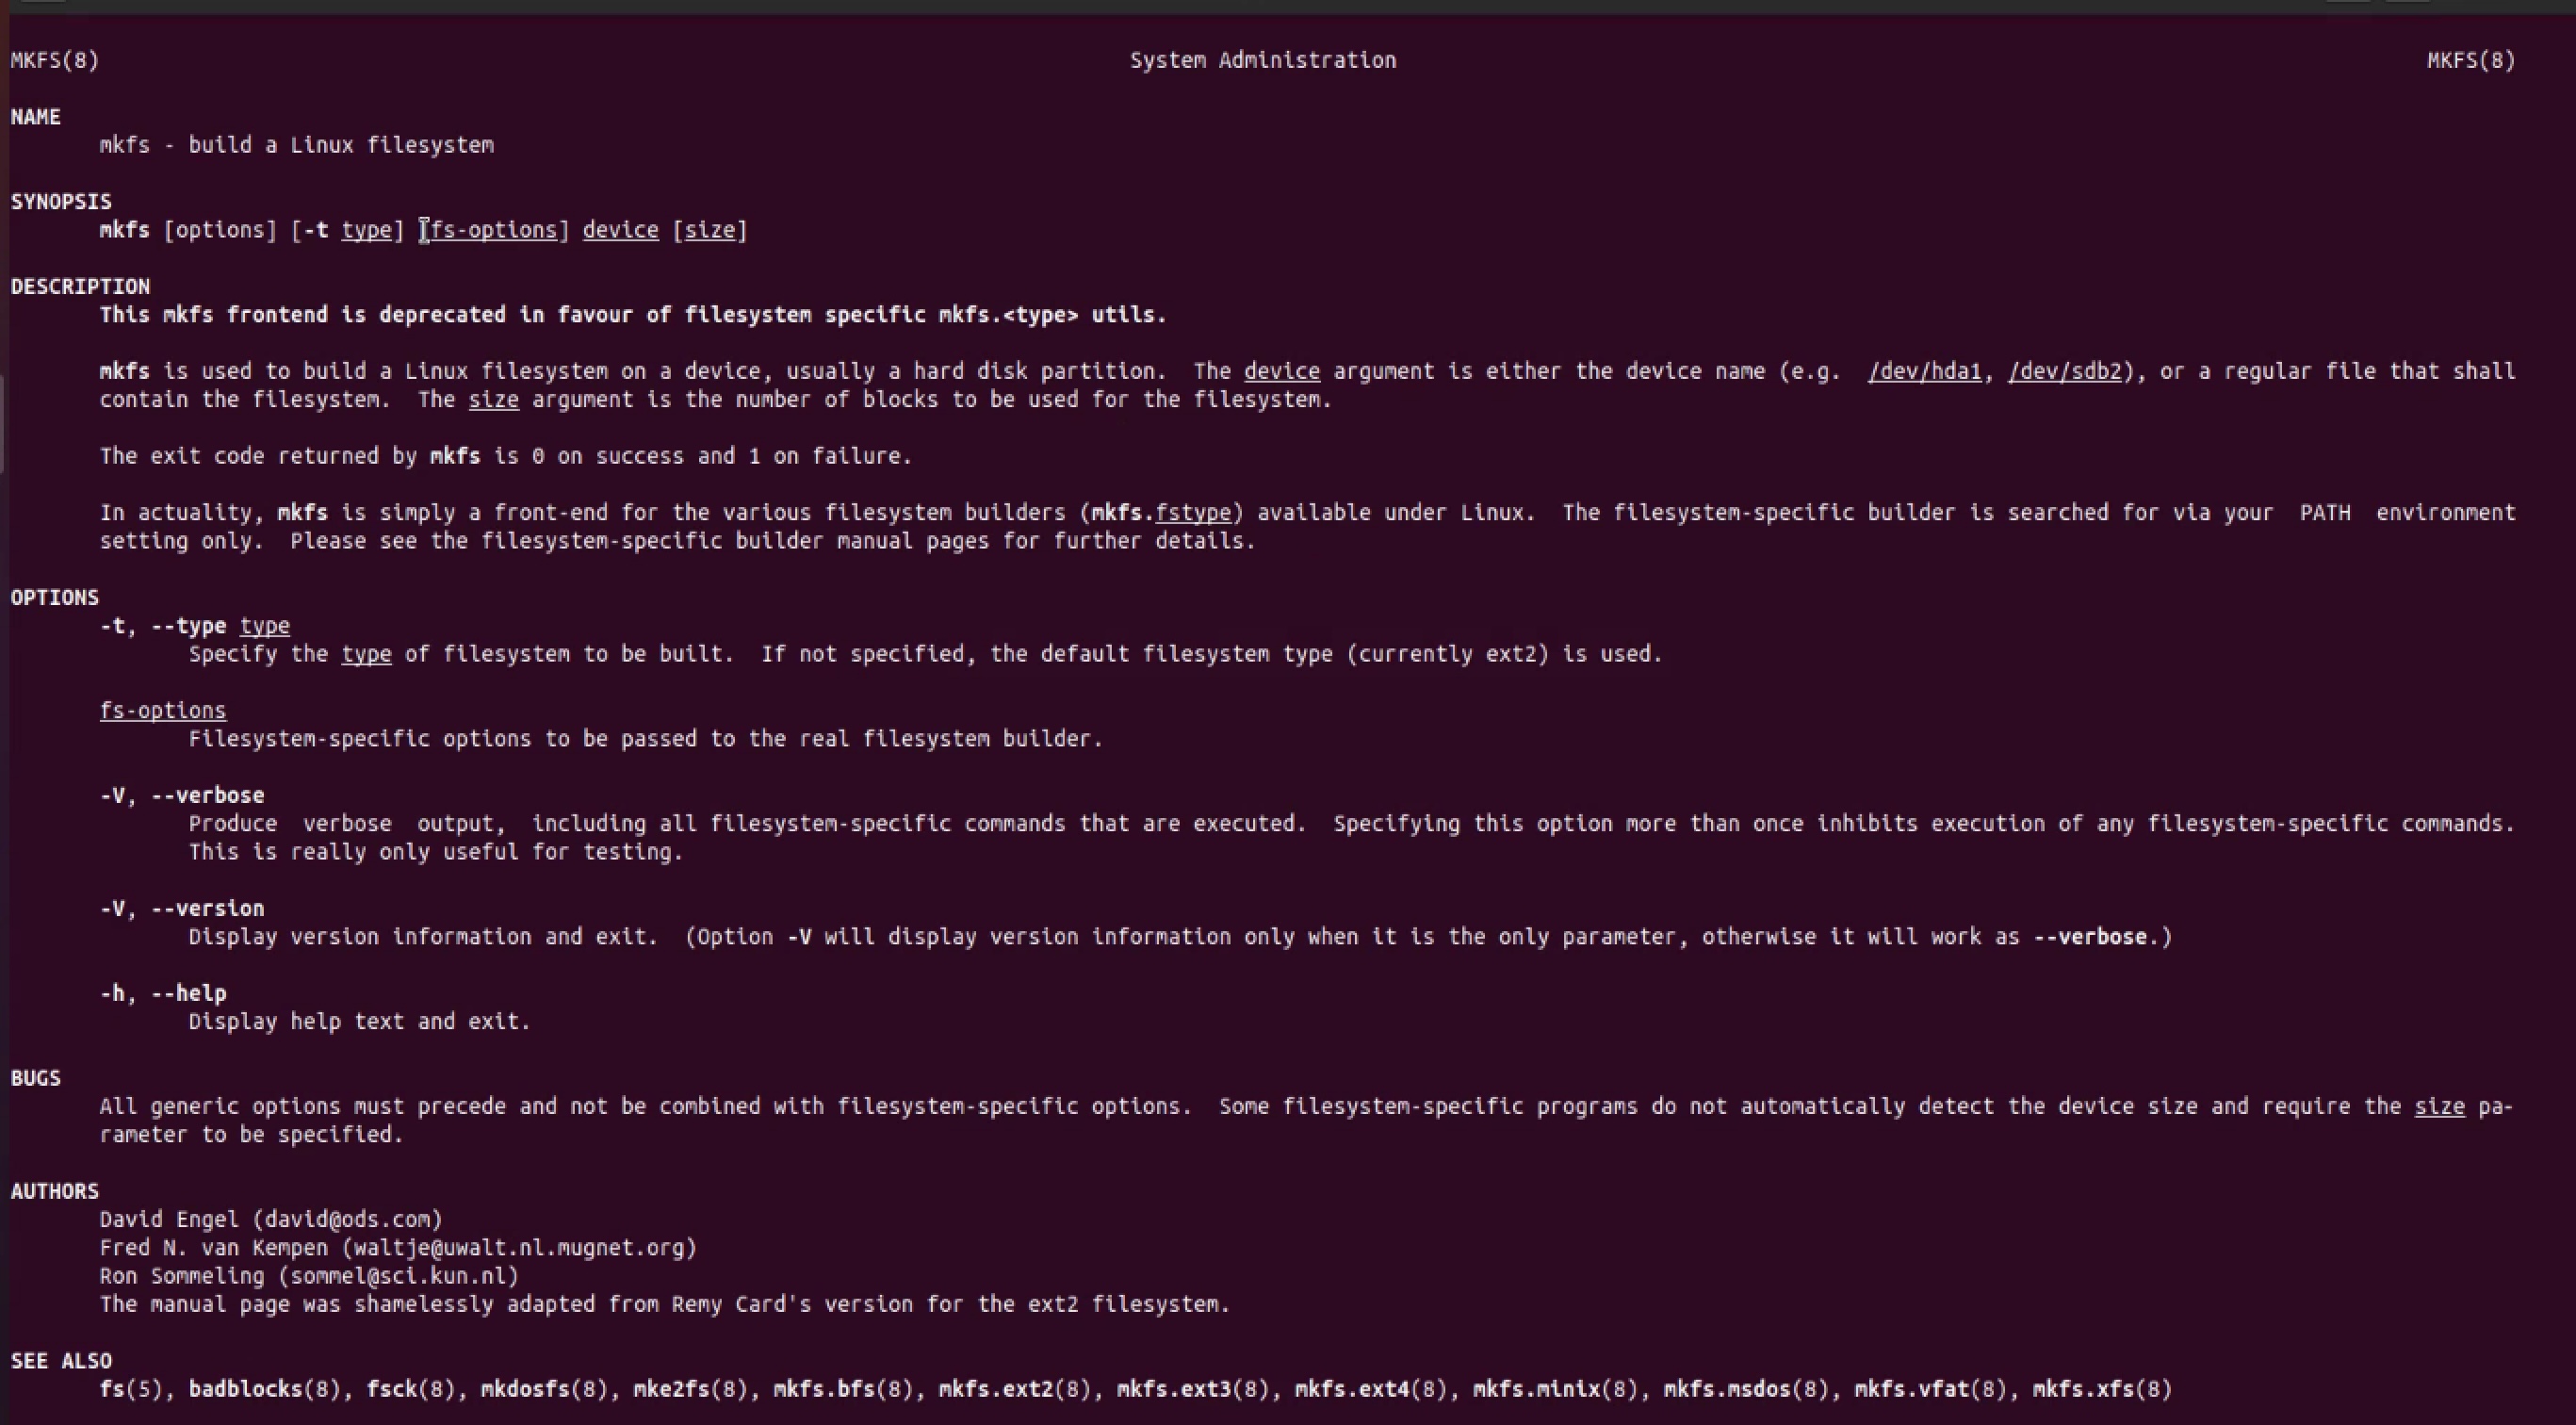 MKFS(8) System Administration MKFS(8)
NAME
mkfs - build a Linux filesystem
SYNOPSIS
mkfs [options] [-t type] [fs-options] device [size]
DESCRIPTION
This mkfs frontend is deprecated in favour of filesystem specific mkfs.<type> utils.
mkfs is used to build a Linux filesystem on a device, usually a hard disk partition. The device argument is either the device name (e.g. /dev/hda1, /dev/sdb2), or a regular file that shall
contain the filesystem. The size argument is the number of blocks to be used for the filesystem.
The exit code returned by mkfs is 0 on success and 1 on failure.
In actuality, mkfs is simply a front-end for the various filesystem builders (mkfs.fstype) available under Linux. The filesystem-specific builder is searched for via your PATH environment
setting only. Please see the filesystem-specific builder manual pages for further details.
OPTIONS
-t, --type type
Specify the type of filesystem to be built. If not specified, the default filesystem type (currently ext2) is used.
fs-options
Filesystem-specific options to be passed to the real filesystem builder.
-V, --verbose
Produce verbose output, including all filesystem-specific commands that are executed. Specifying this option more than once inhibits execution of any filesystem-specific commands.
This is really only useful for testing.
-V, --version
Display version information and exit. (Option -V will display version information only when it is the only parameter, otherwise it will work as --verbose.)
-h, --help
Display help text and exit.
BUGS
All generic options must precede and not be combined with filesystem-specific options. Some filesystem-specific programs do not automatically detect the device size and require the size pa-
rameter to be specified.
AUTHORS
David Engel (david@ods.com)
Fred N. van Kempen (waltje@uwalt.nl.mugnet.org)
Ron Sommeling (sommel@sci.kun.nl)
The manual page was shamelessly adapted from Remy Card's version for the ext2 filesystem.
SEE ALSO
fs(5), badblocks(8), fsck(8), mkdosfs(8), mke2fs(8), mkfs.bfs(8), mkfs.ext2(8), mkfs.ext3(8), mkfs.ext4(8), mkfs.minix(8), mkfs.msdos(8), mkfs.vfat(8), mkfs.xfs(8)